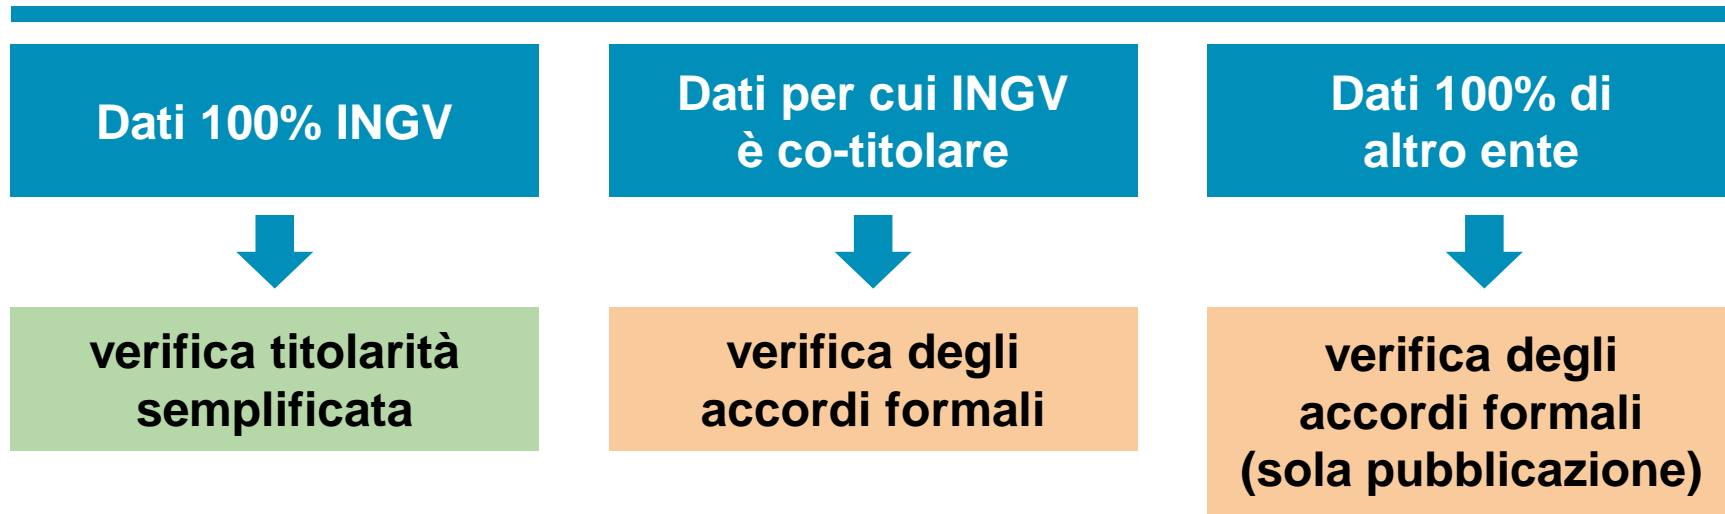 Dati 100% INGV
Dati per cui INGV
è co-titolare
Dati 100% di
altro ente
verifica titolarità
semplificata
verifica degli
accordi formali
verifica degli
accordi formali
(sola pubblicazione)